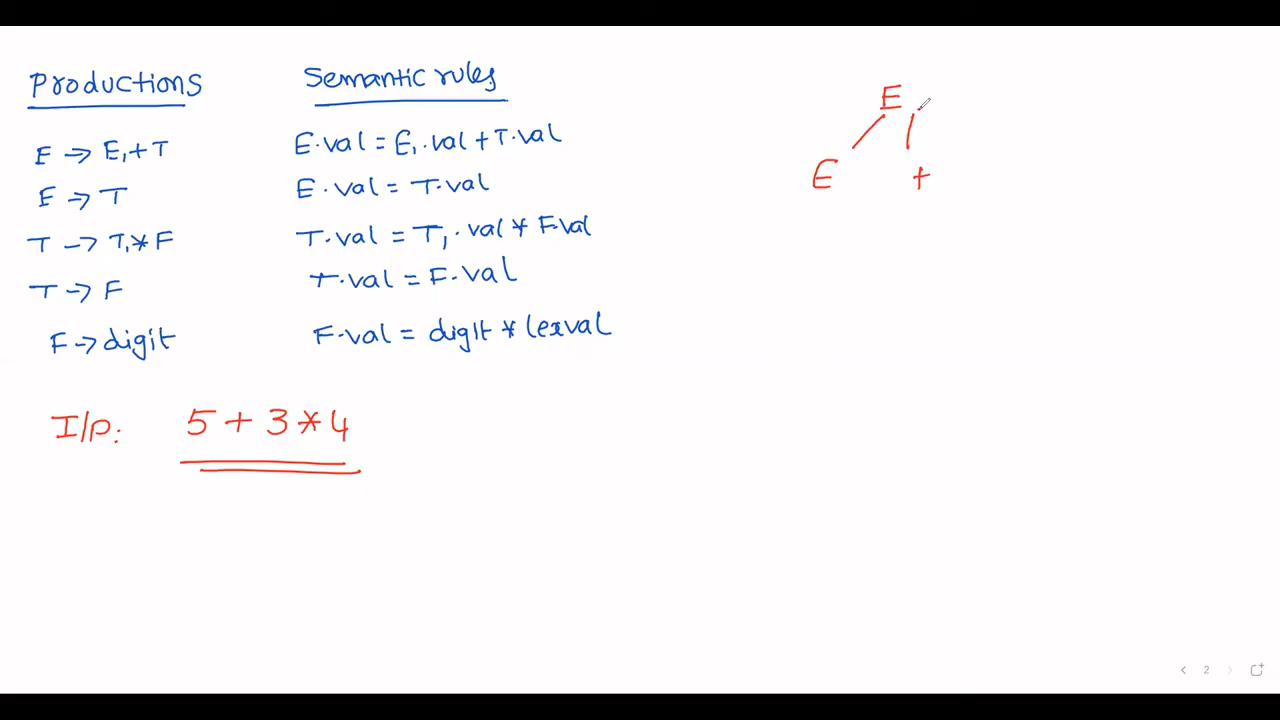 Productions Semantic rules
E → E₁ + T E.val = E₁.val + T.val
E → T E.val = T.val
T → T₁ * F T.val = T₁.val * F.val
T → F T.val = F.val
F → digit F.val = digit * lexval
I/p: 5 + 3 * 4
E
E +
2